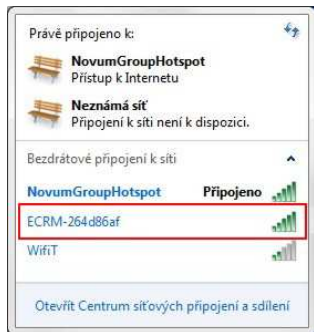 Právě připojeno k:
NovumGroupHotspot
Přístup k Internetu
Neznámá síť
Připojení k síti není k dispozici.
Bezdrátové připojení k síti
NovumGroupHotspot Připojeno
ECRM-264d86af
WifiT
Otevřít Centrum síťových připojení a sdílení